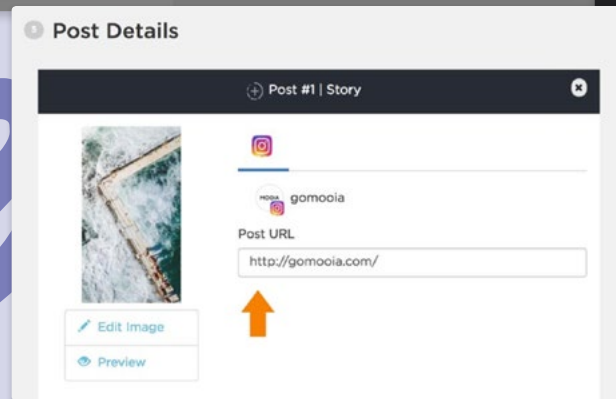 Post Details
Post #1 | Story
MOOIA
gomooia
Post URL
http://gomooia.com/
Edit Image
Preview